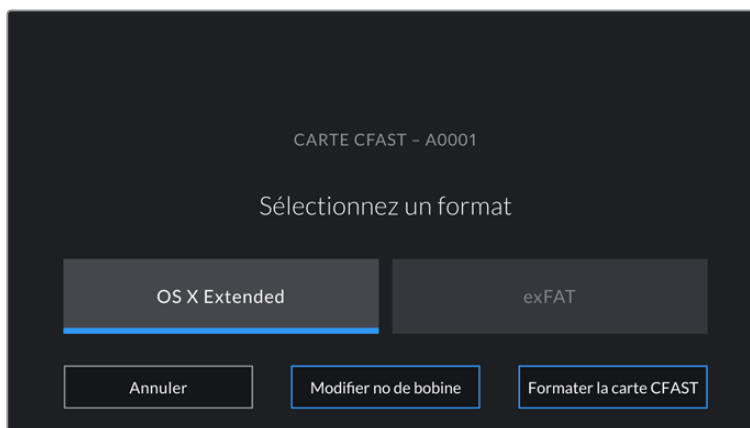 CARTE CFAST – A0001
Sélectionnez un format
OS X Extended
exFAT
Annuler
Modifier no de bobine
Formater la carte CFAST